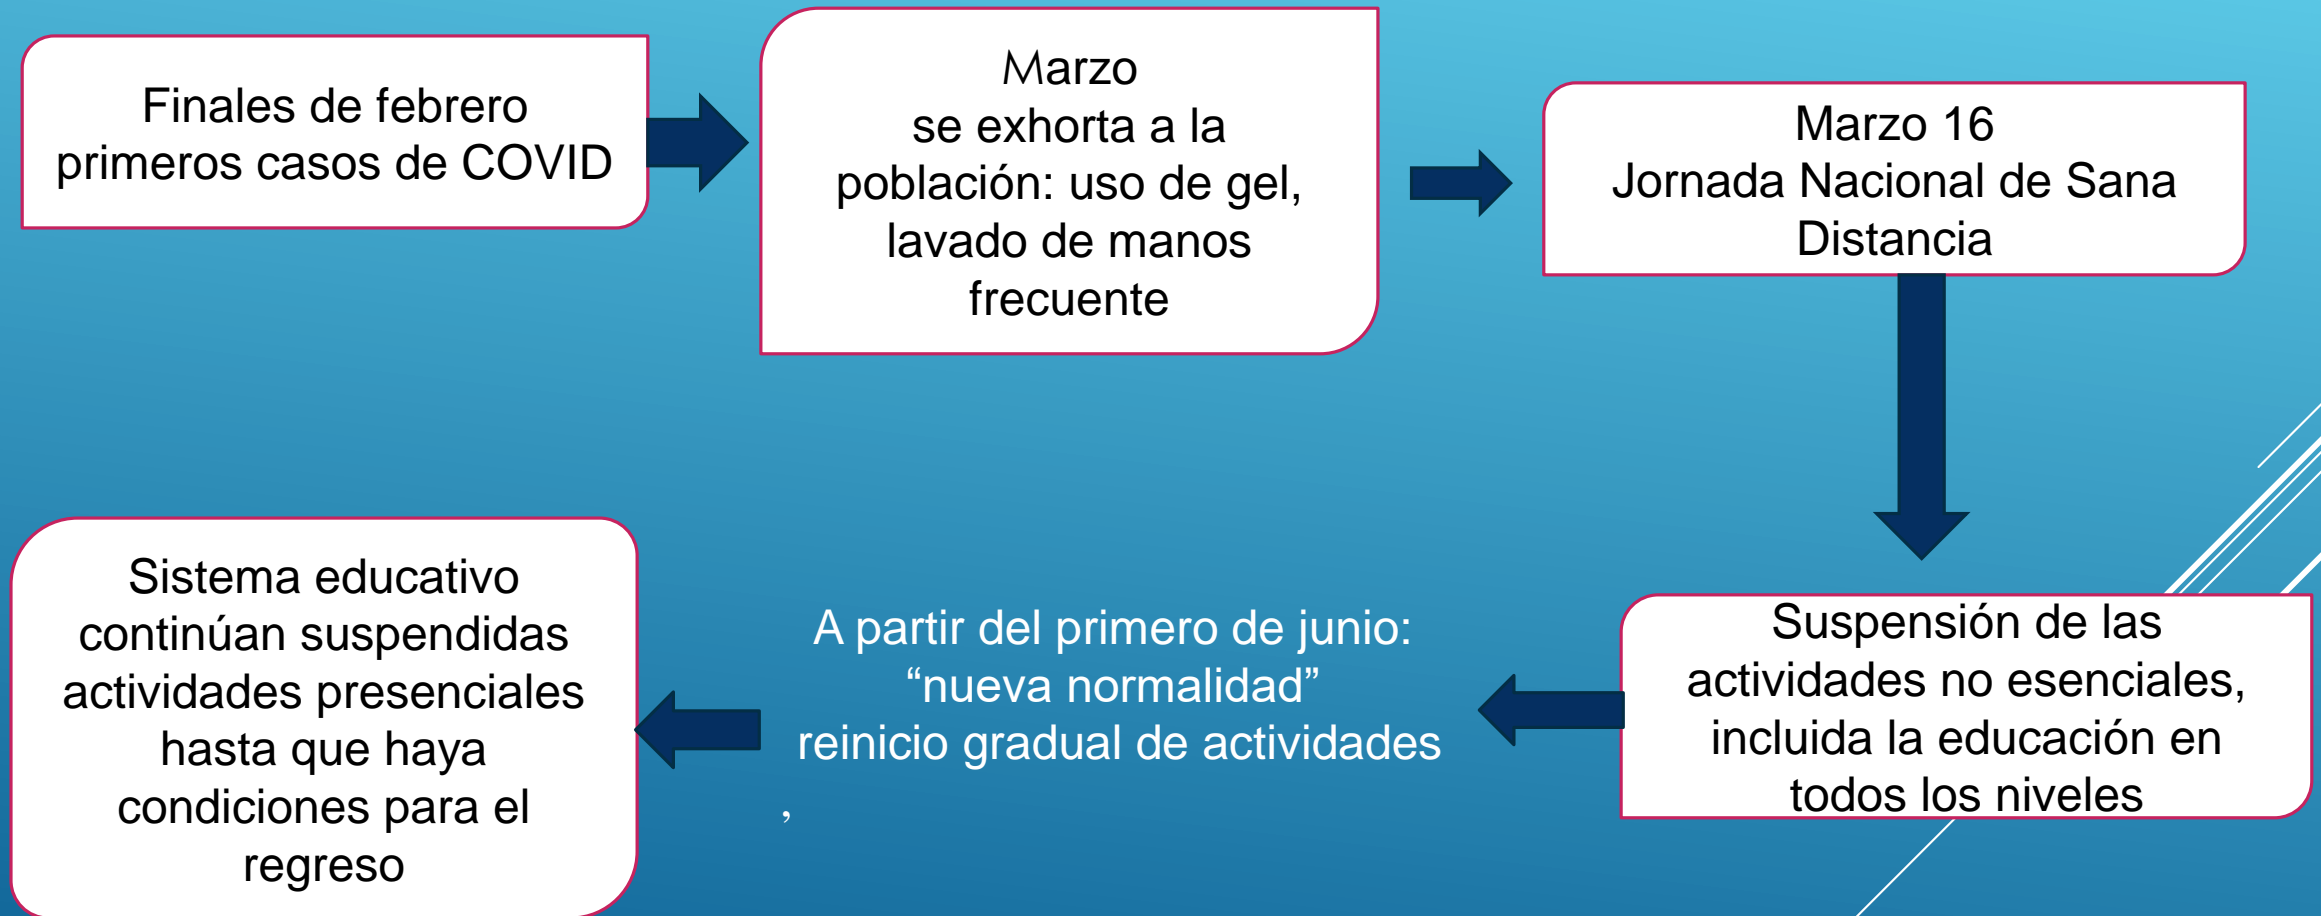 Finales de febrero
primeros casos de COVID
Marzo
se exhorta a la
población: uso de gel,
lavado de manos
frecuente
Marzo 16
Jornada Nacional de Sana
Distancia
Suspensión de las
actividades no esenciales,
incluida la educación en
todos los niveles
A partir del primero de junio:
“nueva normalidad”
reinicio gradual de actividades
,
Sistema educativo
continúan suspendidas
actividades presenciales
hasta que haya
condiciones para el
regreso